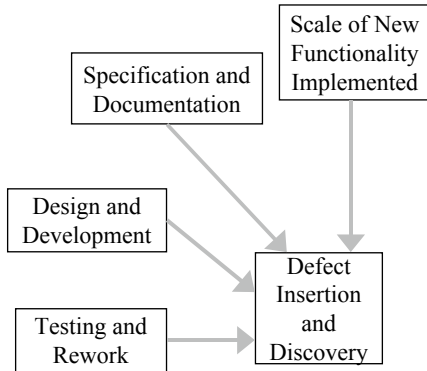 Scale of New
Functionality
Implemented
Specification and
Documentation
Design and
Development
Defect
Insertion
and
Discovery
Testing and
Rework